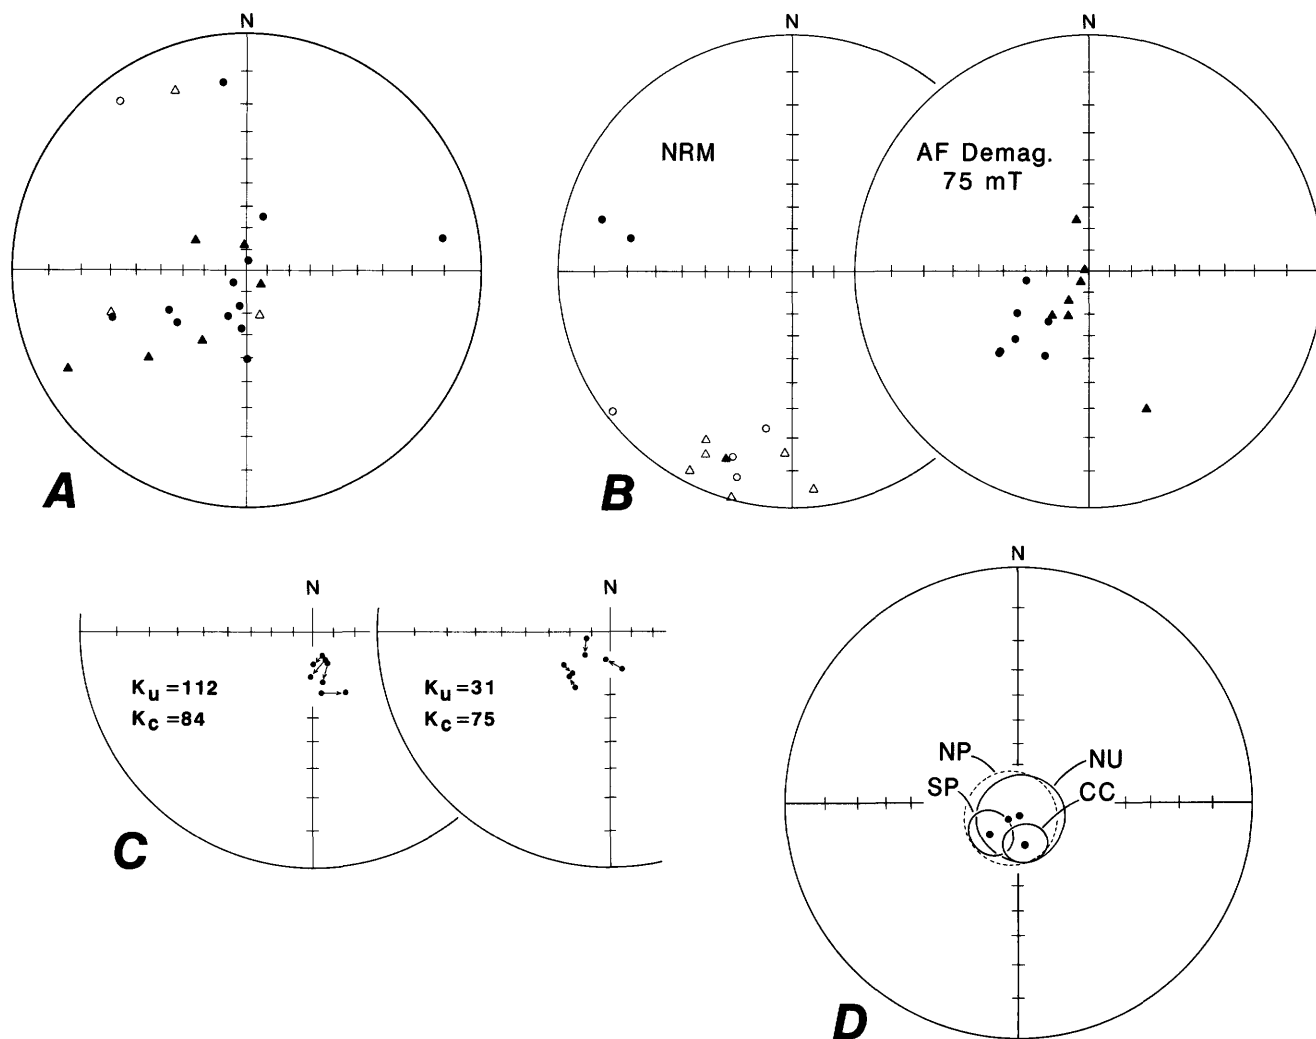 N
A
N
NRM
B
N
AF Demag.
75 mT
N
Ku=112
Kc=84
C
N
Ku=31
Kc=75
N
NP
NU
SP
CC
D